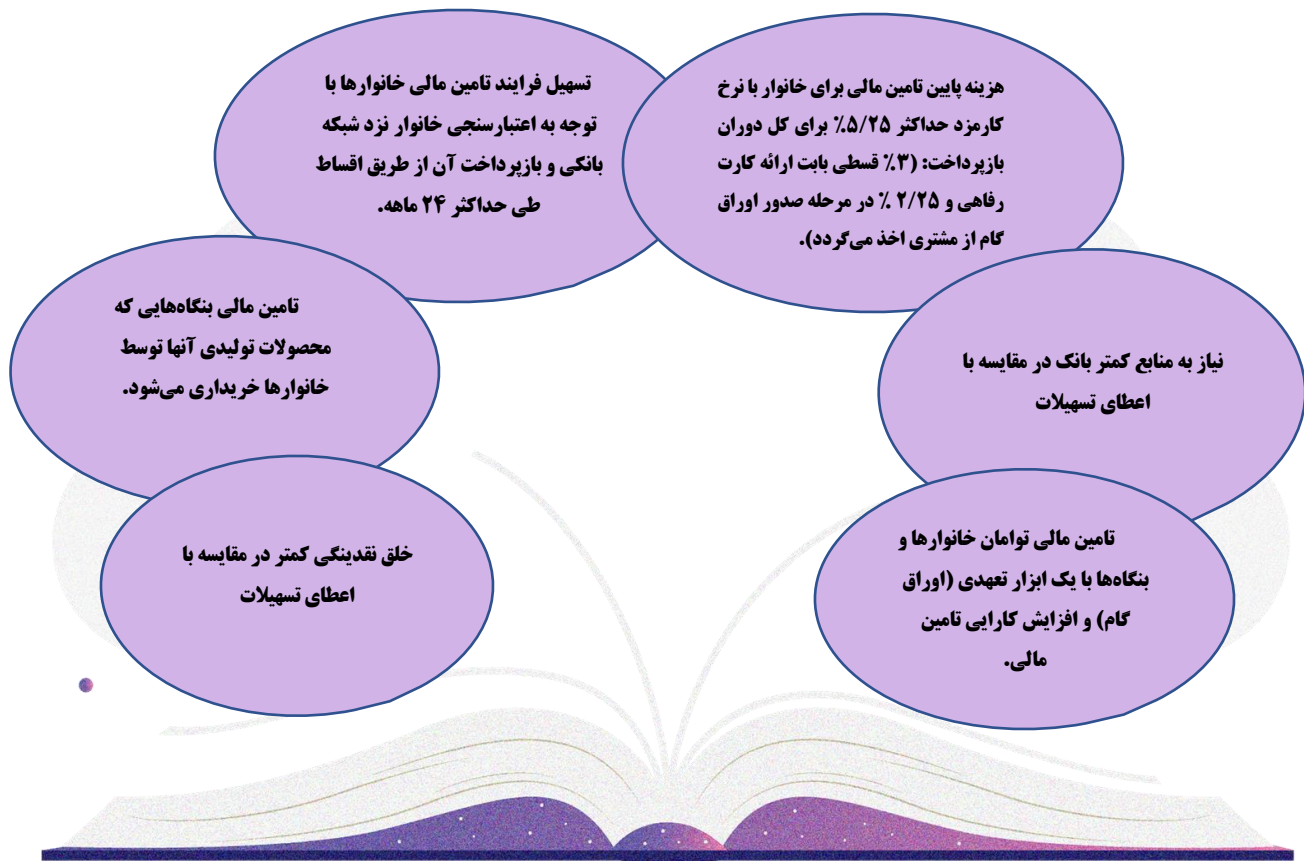 هزینه پایین تامین مالی برای خانوار با نرخ
کارمزد حداکثر ۵/۲۵٪ برای کل دوران
بازپرداخت: (۳٪ قسطی بابت ارائه کارت
رفاهی و ۲/۲۵ ٪ در مرحله صدور اوراق
گام از مشتری اخذ می‌گردد).
تسهیل فرایند تامین مالی خانوارها با
توجه به اعتبارسنجی خانوار نزد شبکه
بانکی و بازپرداخت آن از طریق اقساط
طی حداکثر ۲۴ ماهه.
نیاز به منابع کمتر بانک در مقایسه با
اعطای تسهیلات
تامین مالی بنگاه‌هایی که
محصولات تولیدی آنها توسط
خانوارها خریداری می‌شود.
تامین مالی توامان خانوارها و
بنگاه‌ها با یک ابزار تعهدی (اوراق
گام) و افزایش کارایی تامین
مالی.
خلق نقدینگی کمتر در مقایسه با
اعطای تسهیلات